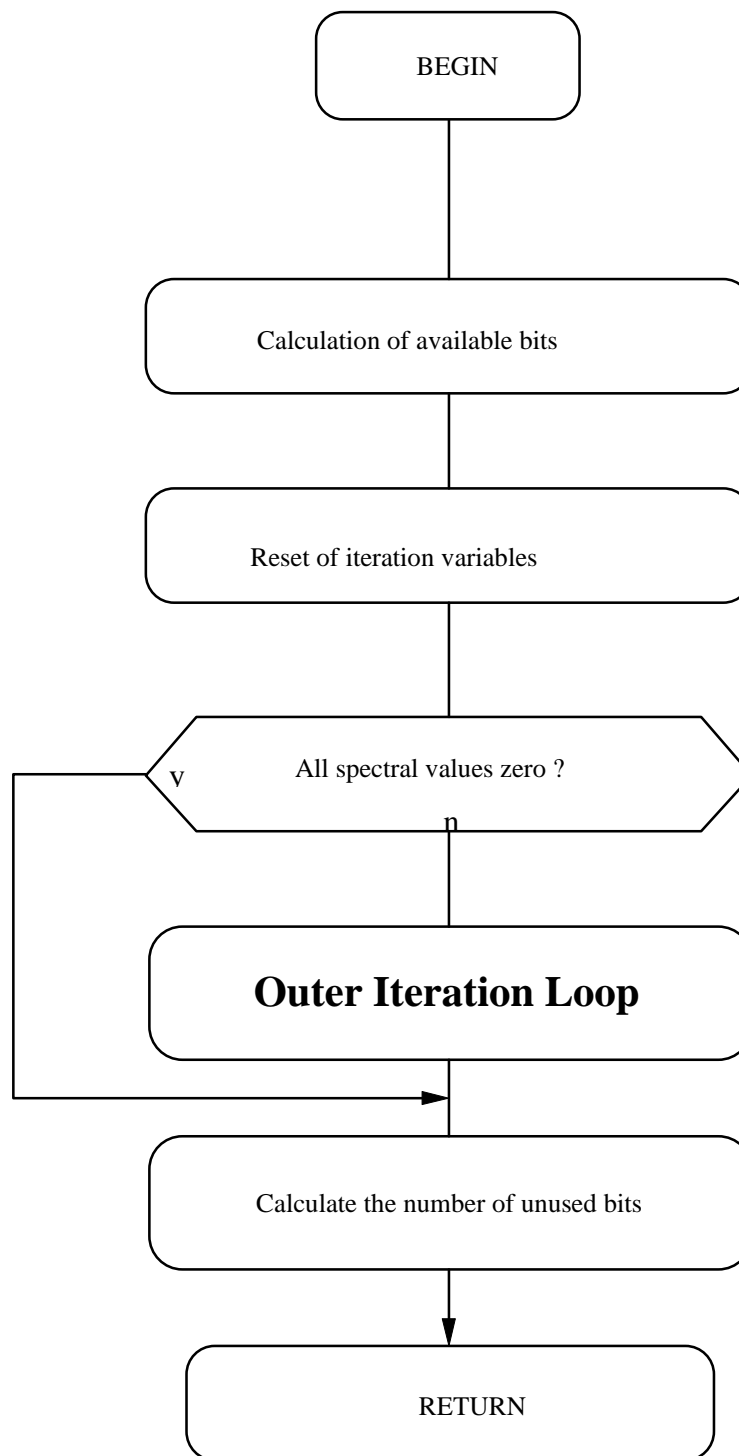 BEGIN
Calculation of available bits
Reset of iteration variables
All spectral values zero ?
v
n
Outer Iteration Loop
Calculate the number of unused bits
RETURN